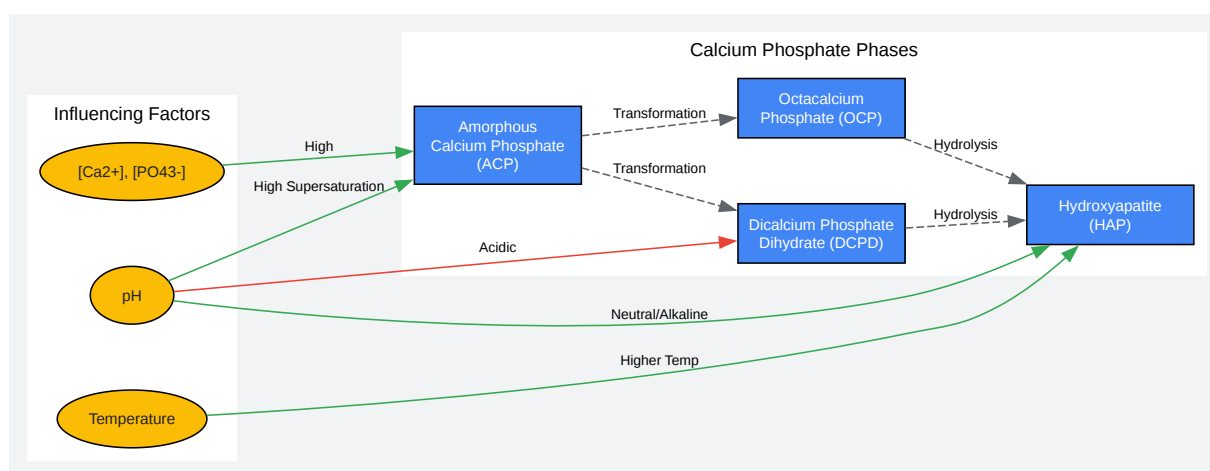 Calcium Phosphate Phases
Influencing Factors
[Ca2+], [PO43-]
High
High Supersaturation
Amorphous
Calcium Phosphate
(ACP)
Transformation
Transformation
Octacalcium
Phosphate (OCP)
Hydrolysis
Dicalcium Phosphate
Dihydrate (DCPD)
Hydrolysis
Hydroxyapatite
(HAP)
Acidic
pH
Neutral/Alkaline
Higher Temp
Temperature